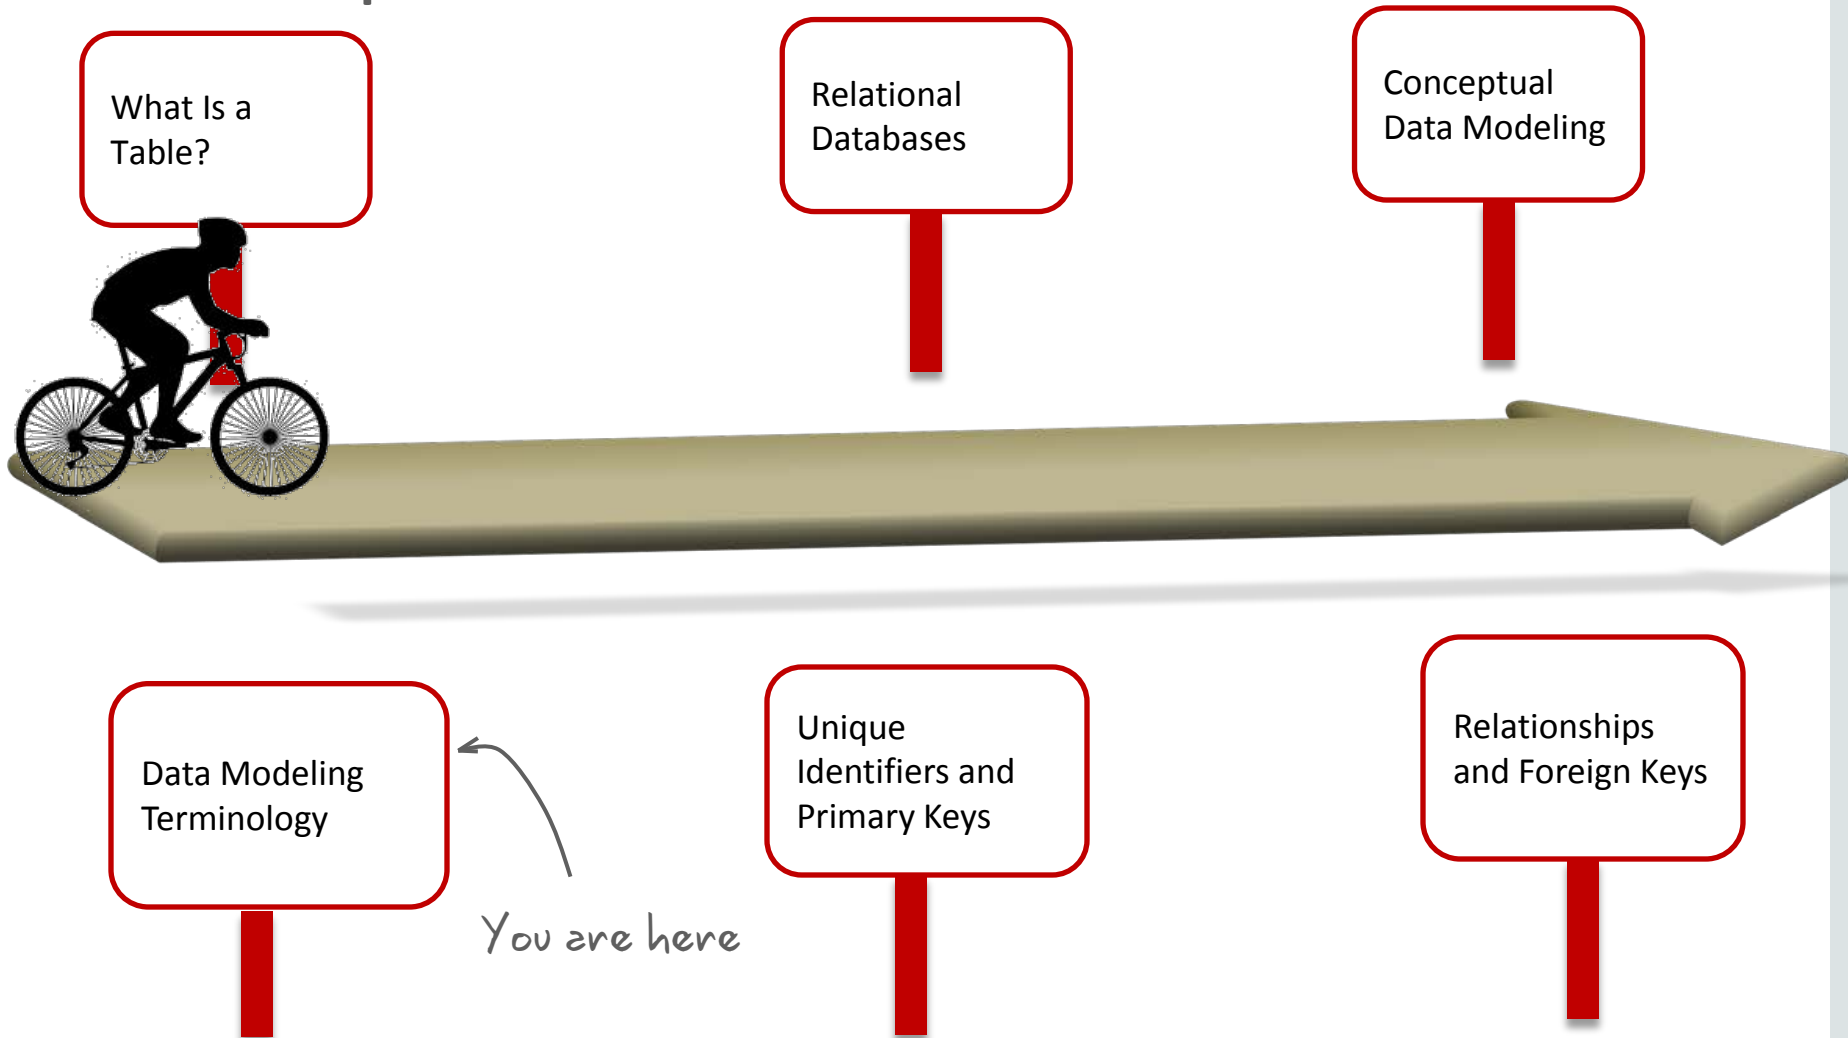 What Is a
Table?
Relational
Databases
Conceptual
Data Modeling
Data Modeling
Terminology
You are here
Unique
Identifiers and
Primary Keys
Relationships
and Foreign Keys